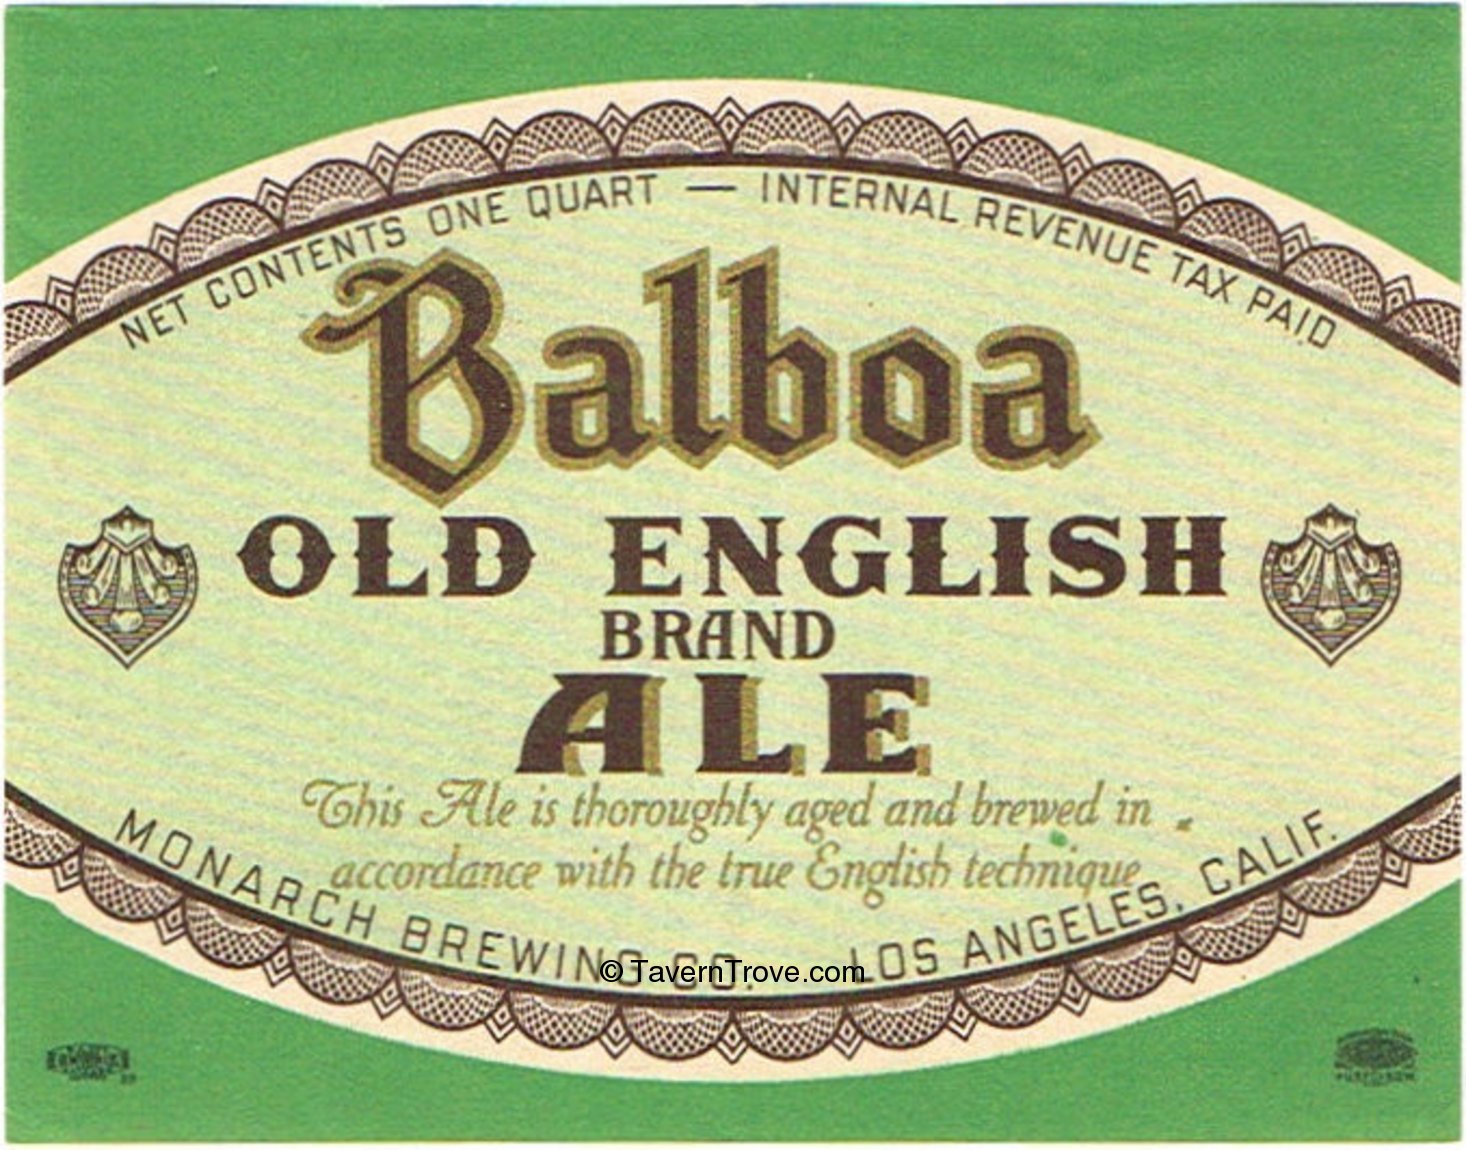 NET CONTENTS ONE QUART — INTERNAL REVENUE TAX PAID
Balboa
OLD ENGLISH
BRAND
ALE
This Ale is thoroughly aged and brewed in
accordance with the true English technique
MONARCH BREWING CO. LOS ANGELES, CALIF.
© TavernTrove.com